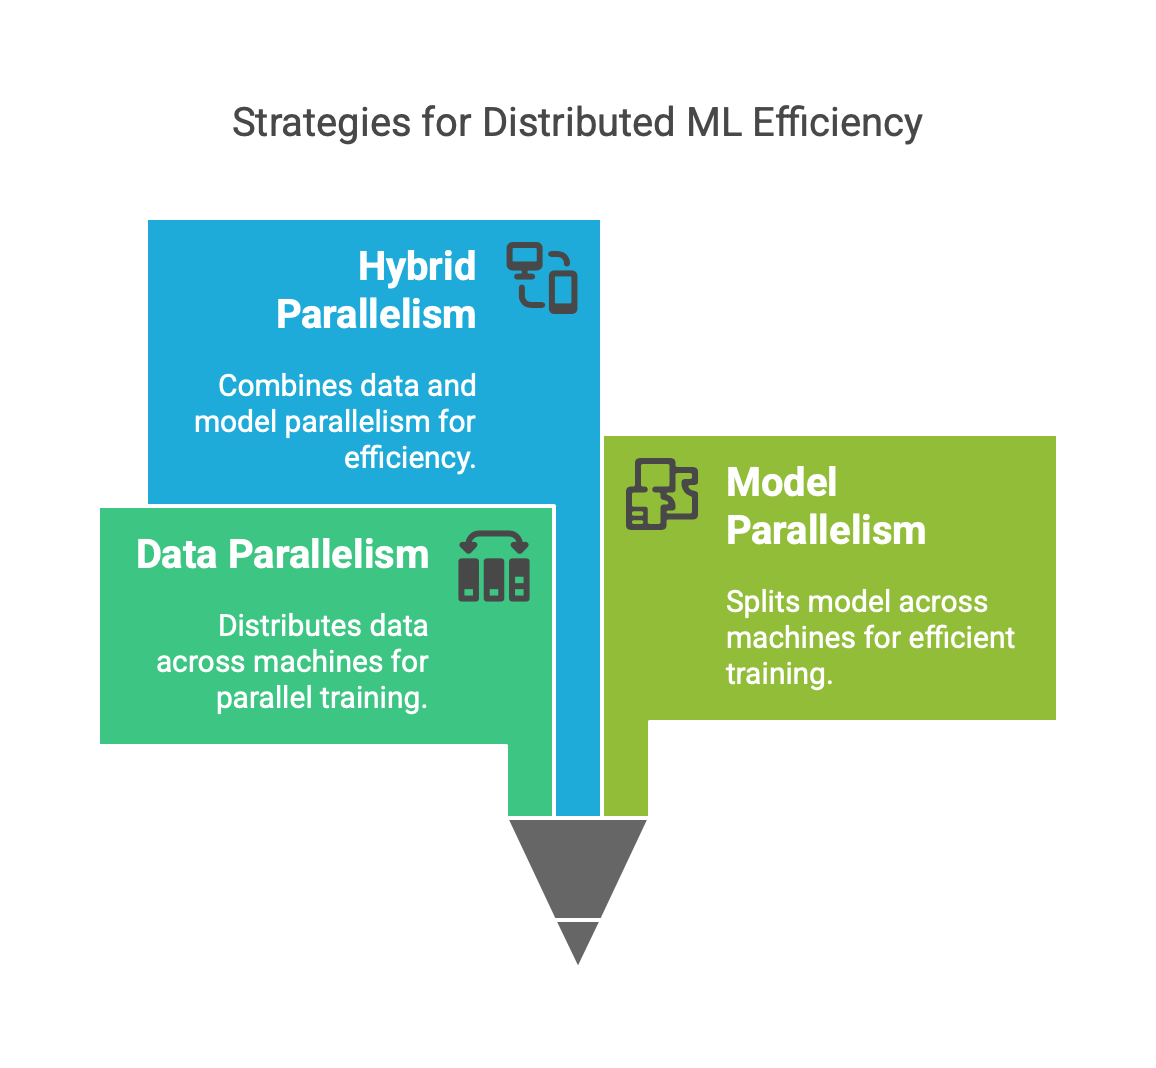 Strategies for Distributed ML Efficiency
Hybrid
Parallelism
Combines data and
model parallelism for
efficiency.
Data Parallelism
Distributes data
across machines for
parallel training.
Model
Parallelism
Splits model across
machines for efficient
training.